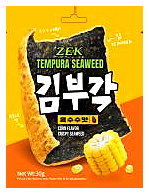 ZEK
TEMPURA SEAWEED
김부각
옥수수맛
CORN FLAVOR
CRISPY SEAWEED
Net Wt.30g